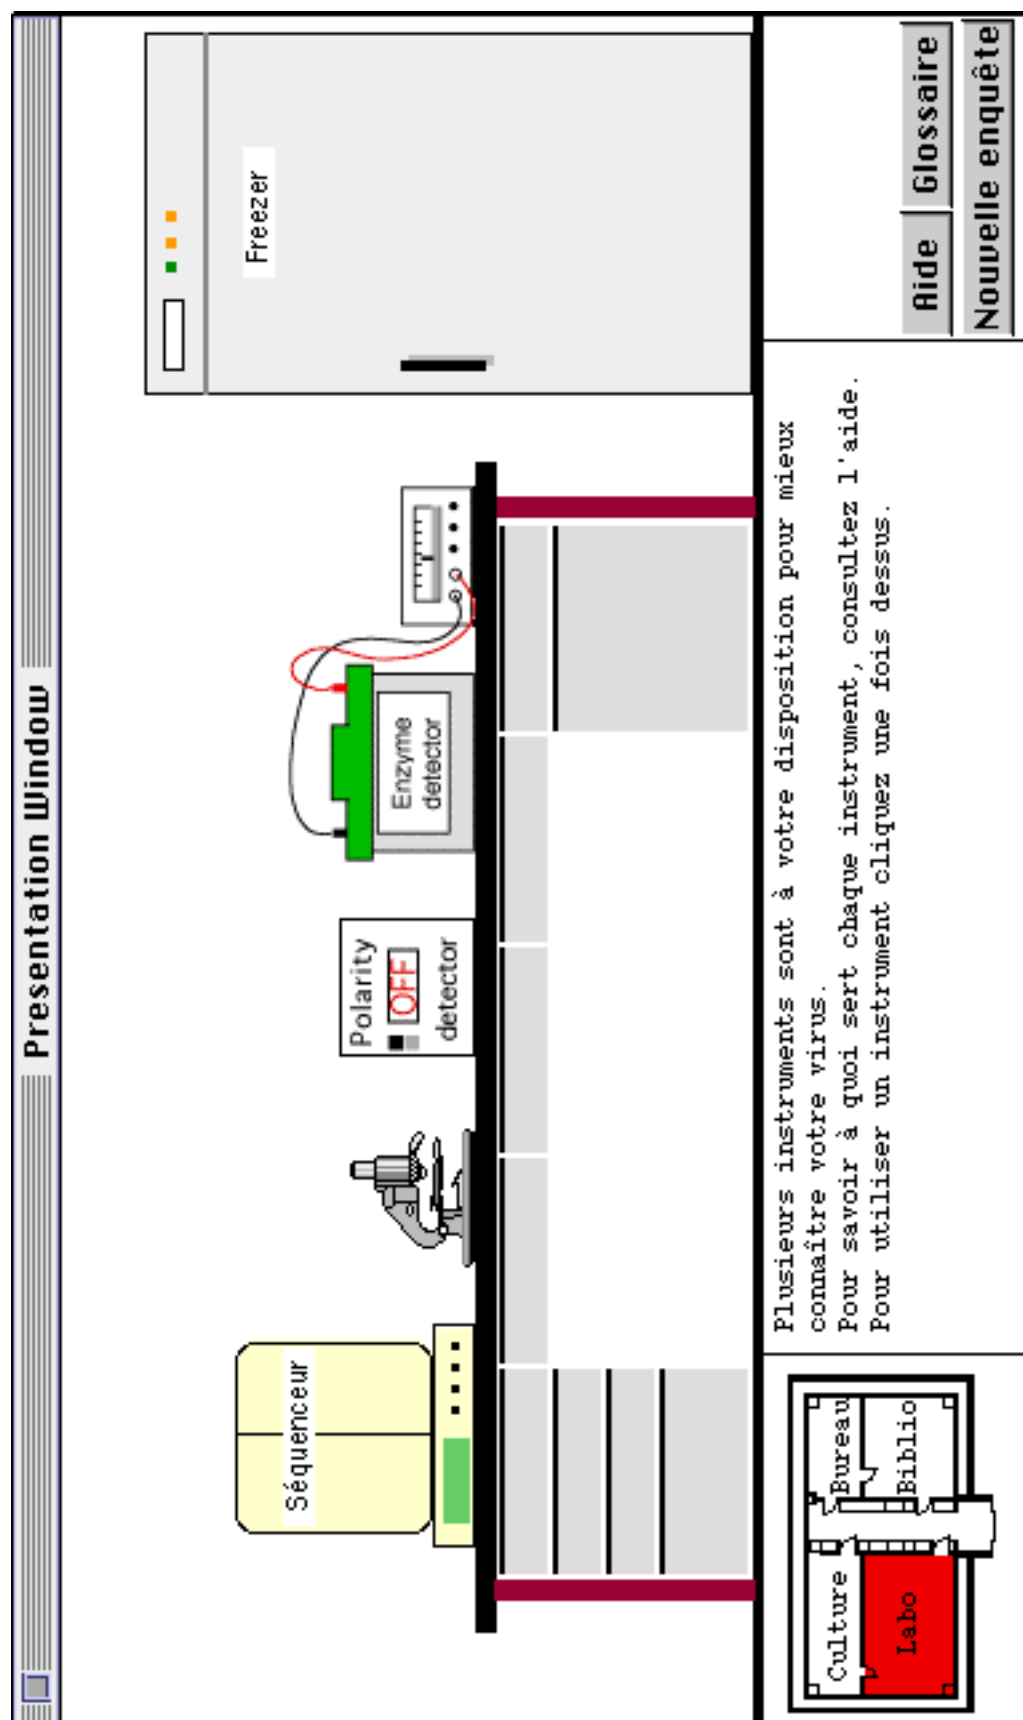 Presentation Window
Séquenceur
Polarity
OFF
detector
Enzyme
detector
Freezer
Culture
Bureau
Labo
Biblio
Plusieurs instruments sont à votre disposition pour mieux
connaître votre virus.
Pour savoir à quoi sert chaque instrument, consultez l'aide.
Pour utiliser un instrument cliquez une fois dessus.
Aide
Glossaire
Nouvelle enquête